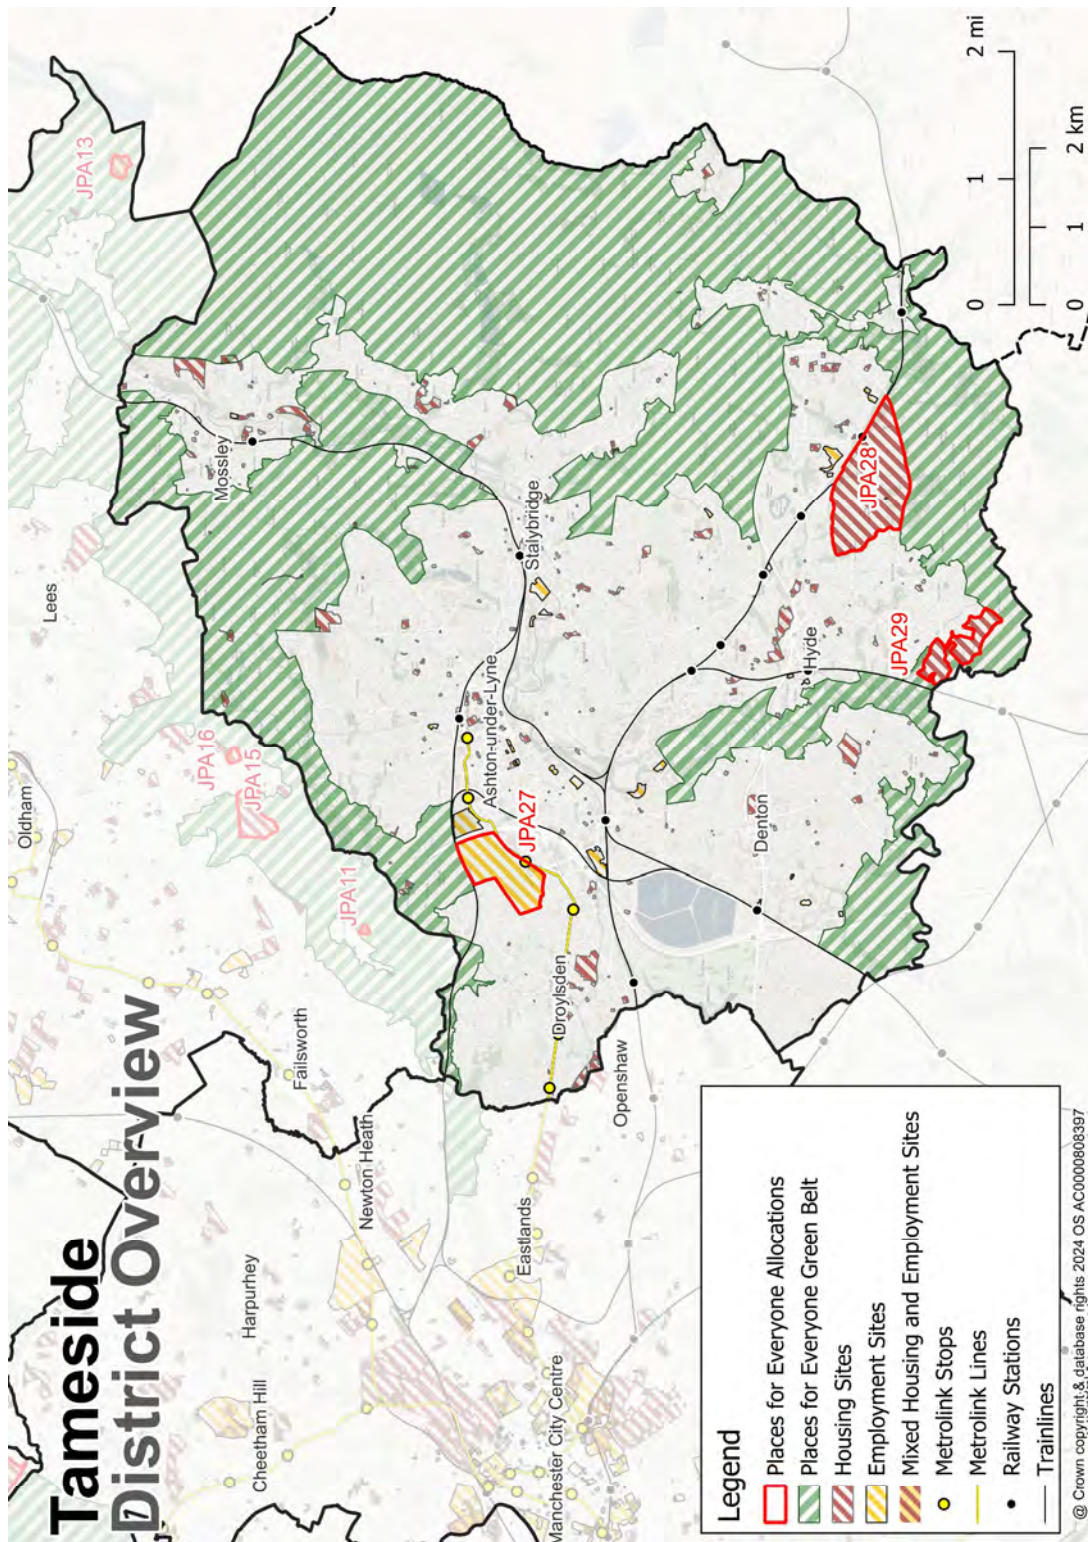 Tameside
District Overview
JPA13
Lees
Oldham
JPA16
JPA15
JPA11
Mossley
Failsworth
Newton Heath
Harpurhey
Cheetham Hill
Ashton-under-Lyne
Stalybridge
JPA27
Droylsden
Openshaw
Eastlands
Manchester City Centre
Denton
Hyde
JPA28
JPA29
Legend
Places for Everyone Allocations
Places for Everyone Green Belt
Housing Sites
Employment Sites
Mixed Housing and Employment Sites
Metrolink Stops
Metrolink Lines
Railway Stations
Trainlines
0 1 2 mi
0 1 2 km
@ Crown copyright & database rights 2024 OS AC0000808397